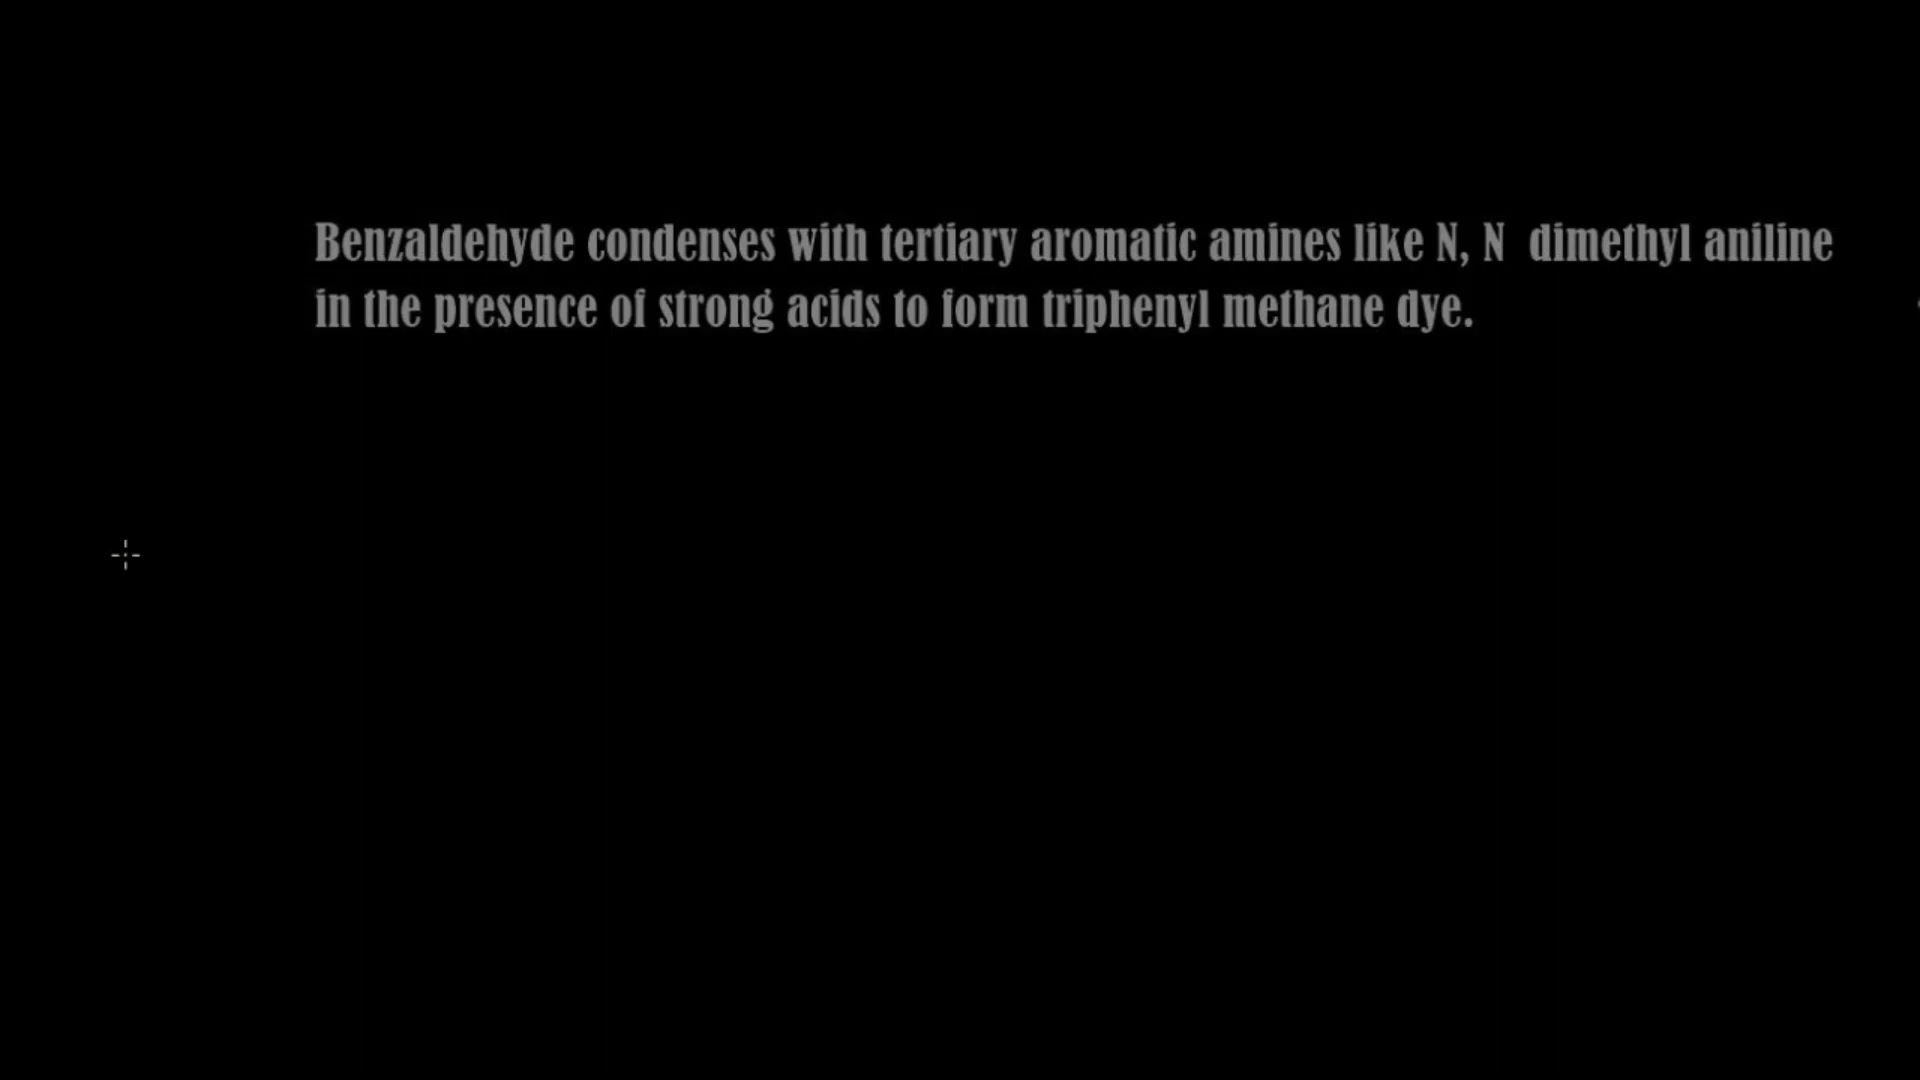 Benzaldehyde condenses with tertiary aromatic amines like N, N  dimethyl aniline
in the presence of strong acids to form triphenyl methane dye.